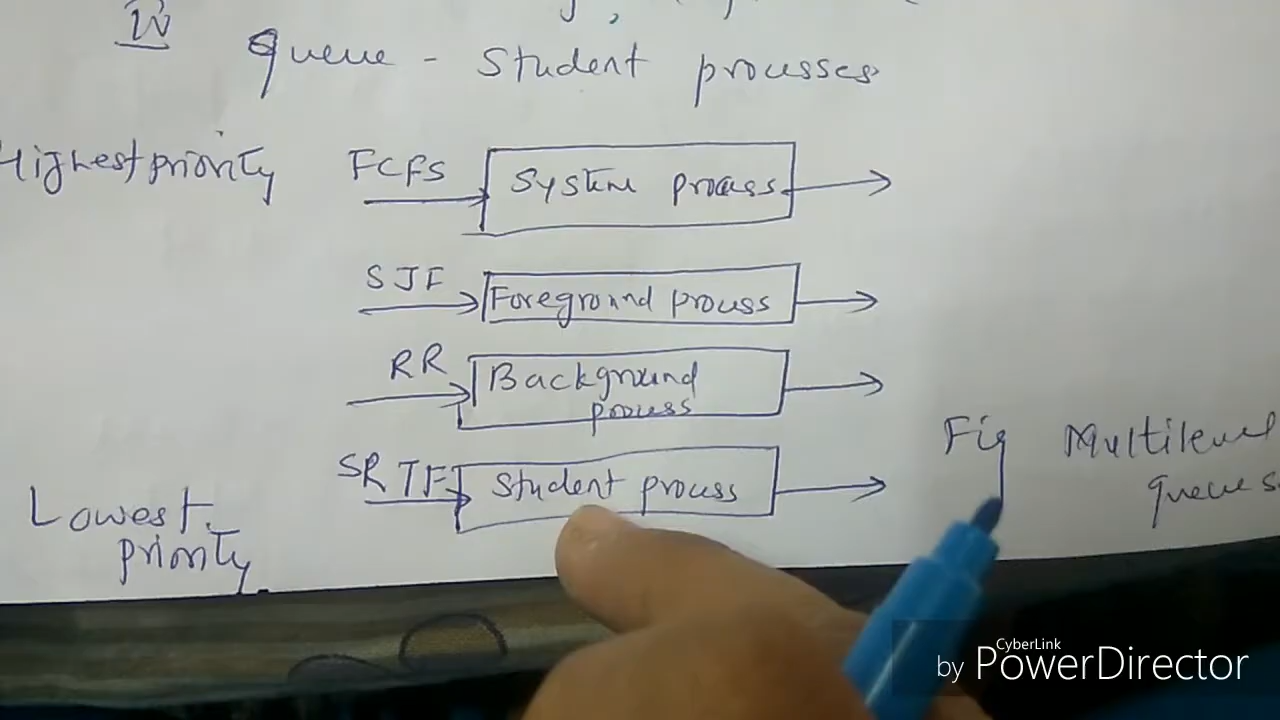 IV queue - Student processes
Highest priority FCFS System process
SJF Foreground process
RR Background
process
SRTF Student process
Lowest
priority
Fig Multilevel
queues
CyberLink
by PowerDirector